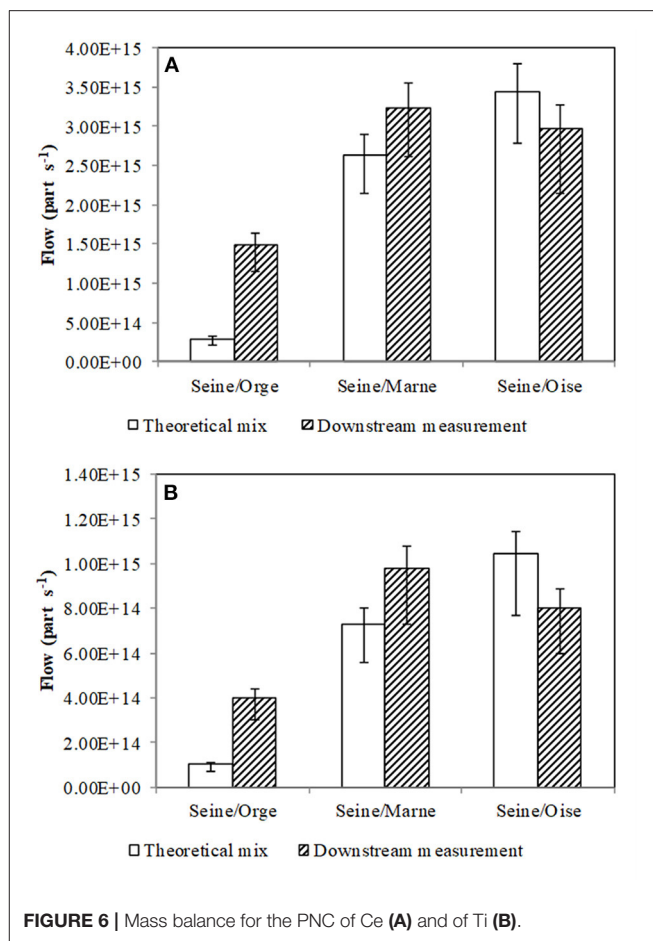 A
4.00E+15
3.50E+15
3.00E+15
2.50E+15
2.00E+15
1.50E+15
1.00E+15
5.00E+14
0.00E+00
Flow (part s-1)
Seine/Orge Seine/Marne Seine/Oise
Theoretical mix Downstream measurement
B
1.40E+15
1.20E+15
1.00E+15
8.00E+14
6.00E+14
4.00E+14
2.00E+14
0.00E+00
Flow (part s-1)
Seine/Orge Seine/Marne Seine/Oise
Theoretical mix Downstream measurement
FIGURE 6 | Mass balance for the PNC of Ce (A) and of Ti (B).